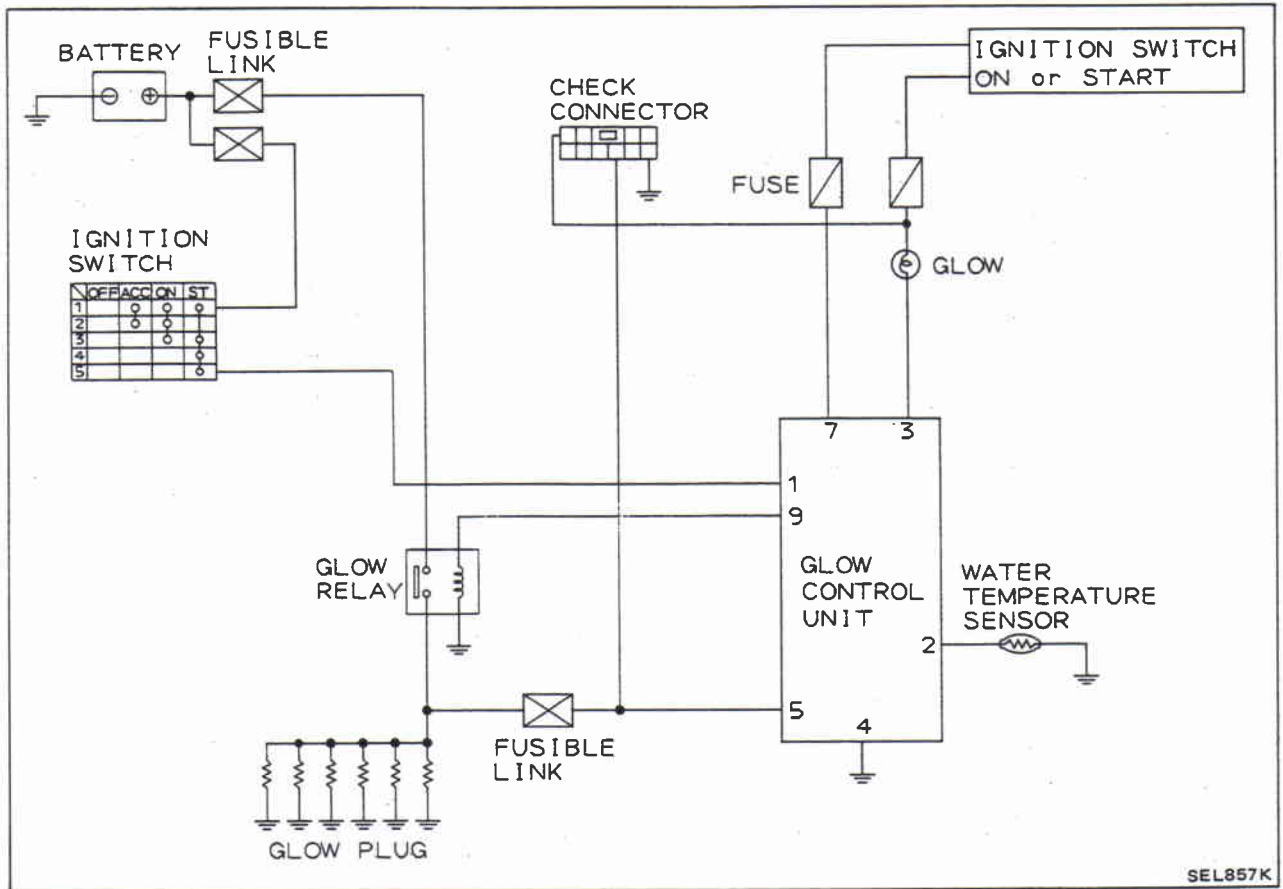 BATTERY
FUSIBLE
LINK
CHECK
CONNECTOR
IGNITION SWITCH
ON or START
FUSE
IGNITION
SWITCH
OFF ACC ON ST
1
2
3
4
5
GLOW
7 3
1
9
GLOW
RELAY
GLOW
CONTROL
UNIT
WATER
TEMPERATURE
SENSOR
2
5
4
FUSIBLE
LINK
GLOW PLUG
SEL857K